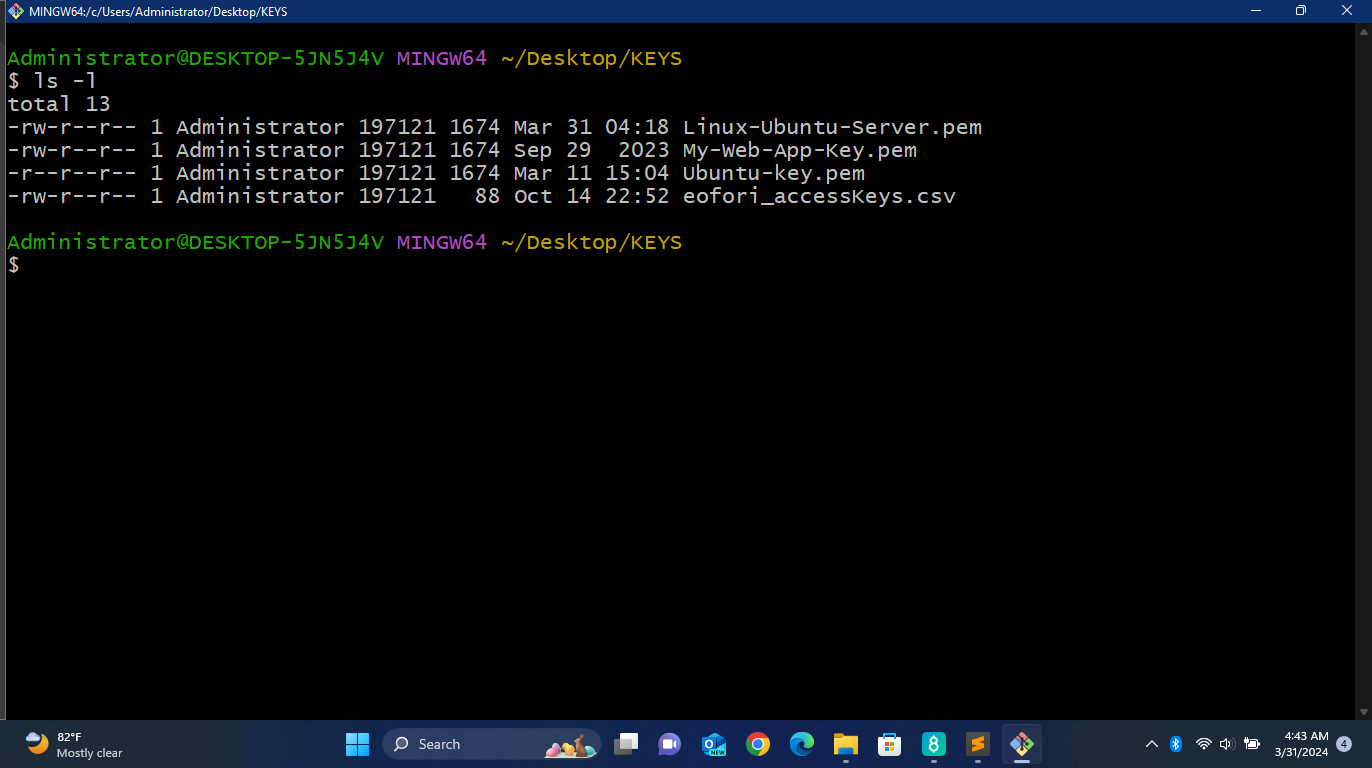 MINGW64:/c/Users/Administrator/Desktop/KEYS
Administrator@DESKTOP-5JN5J4V MINGW64 ~/Desktop/KEYS
$ ls -l
total 13
-rw-r--r-- 1 Administrator 197121 1674 Mar 31 04:18 Linux-Ubuntu-Server.pem
-rw-r--r-- 1 Administrator 197121 1674 Sep 29  2023 My-Web-App-Key.pem
-r--r--r-- 1 Administrator 197121 1674 Mar 11 15:04 Ubuntu-key.pem
-rw-r--r-- 1 Administrator 197121   88 Oct 14 22:52 eofori_accessKeys.csv
Administrator@DESKTOP-5JN5J4V MINGW64 ~/Desktop/KEYS
$
82°F
Mostly clear
Search
NEW
4:43 AM
3/31/2024
4